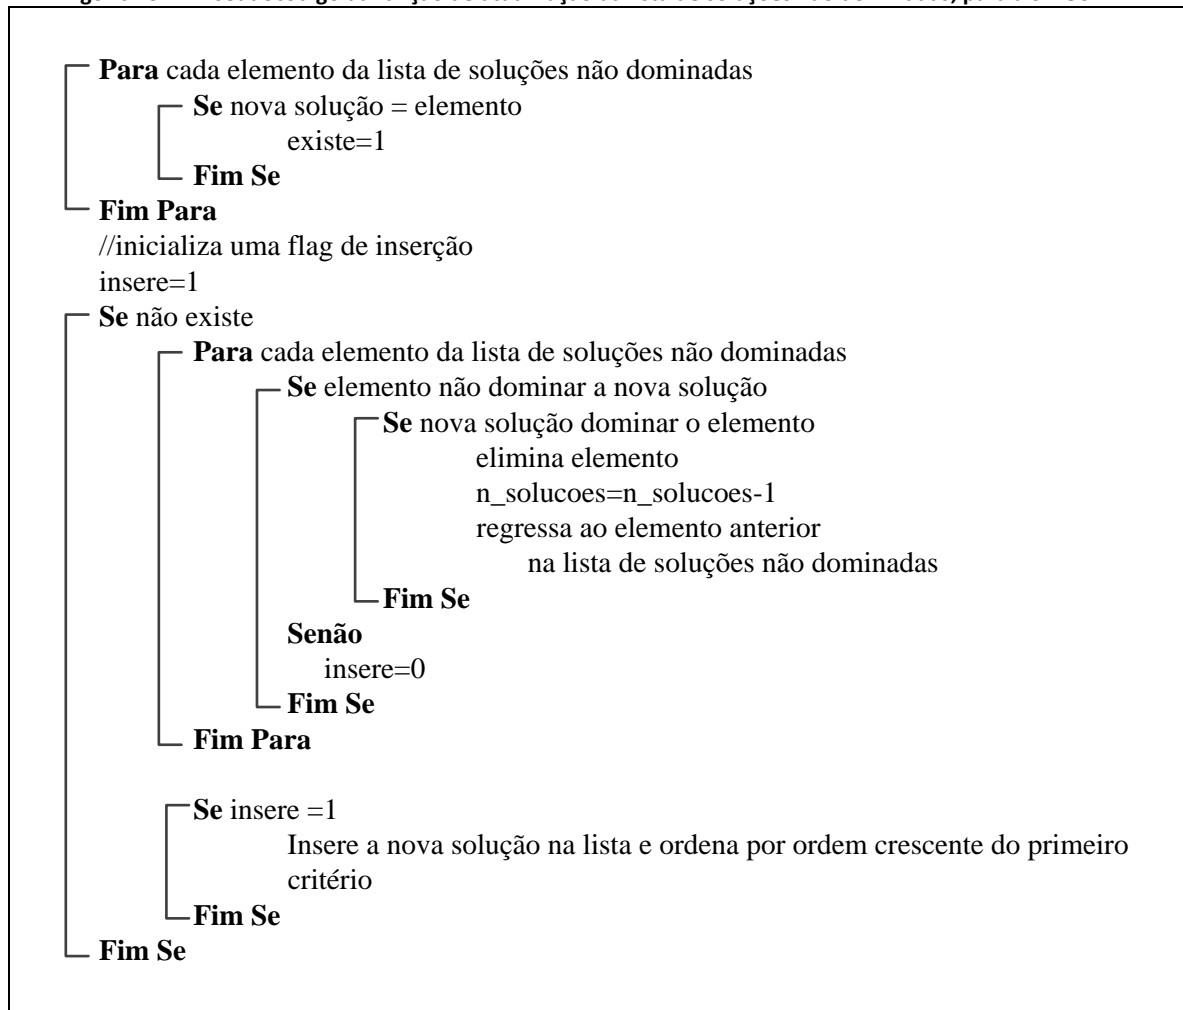 Para cada elemento da lista de soluções não dominadas
Se nova solução = elemento
existe=1
Fim Se
Fim Para
//inicializa uma flag de inserção
insere=1
Se não existe
Para cada elemento da lista de soluções não dominadas
Se elemento não dominar a nova solução
Se nova solução dominar o elemento
elimina elemento
n_solucoes=n_solucoes-1
regressa ao elemento anterior
na lista de soluções não dominadas
Fim Se
Senão
insere=0
Fim Se
Fim Para
Se insere =1
Insere a nova solução na lista e ordena por ordem crescente do primeiro
critério
Fim Se
Fim Se